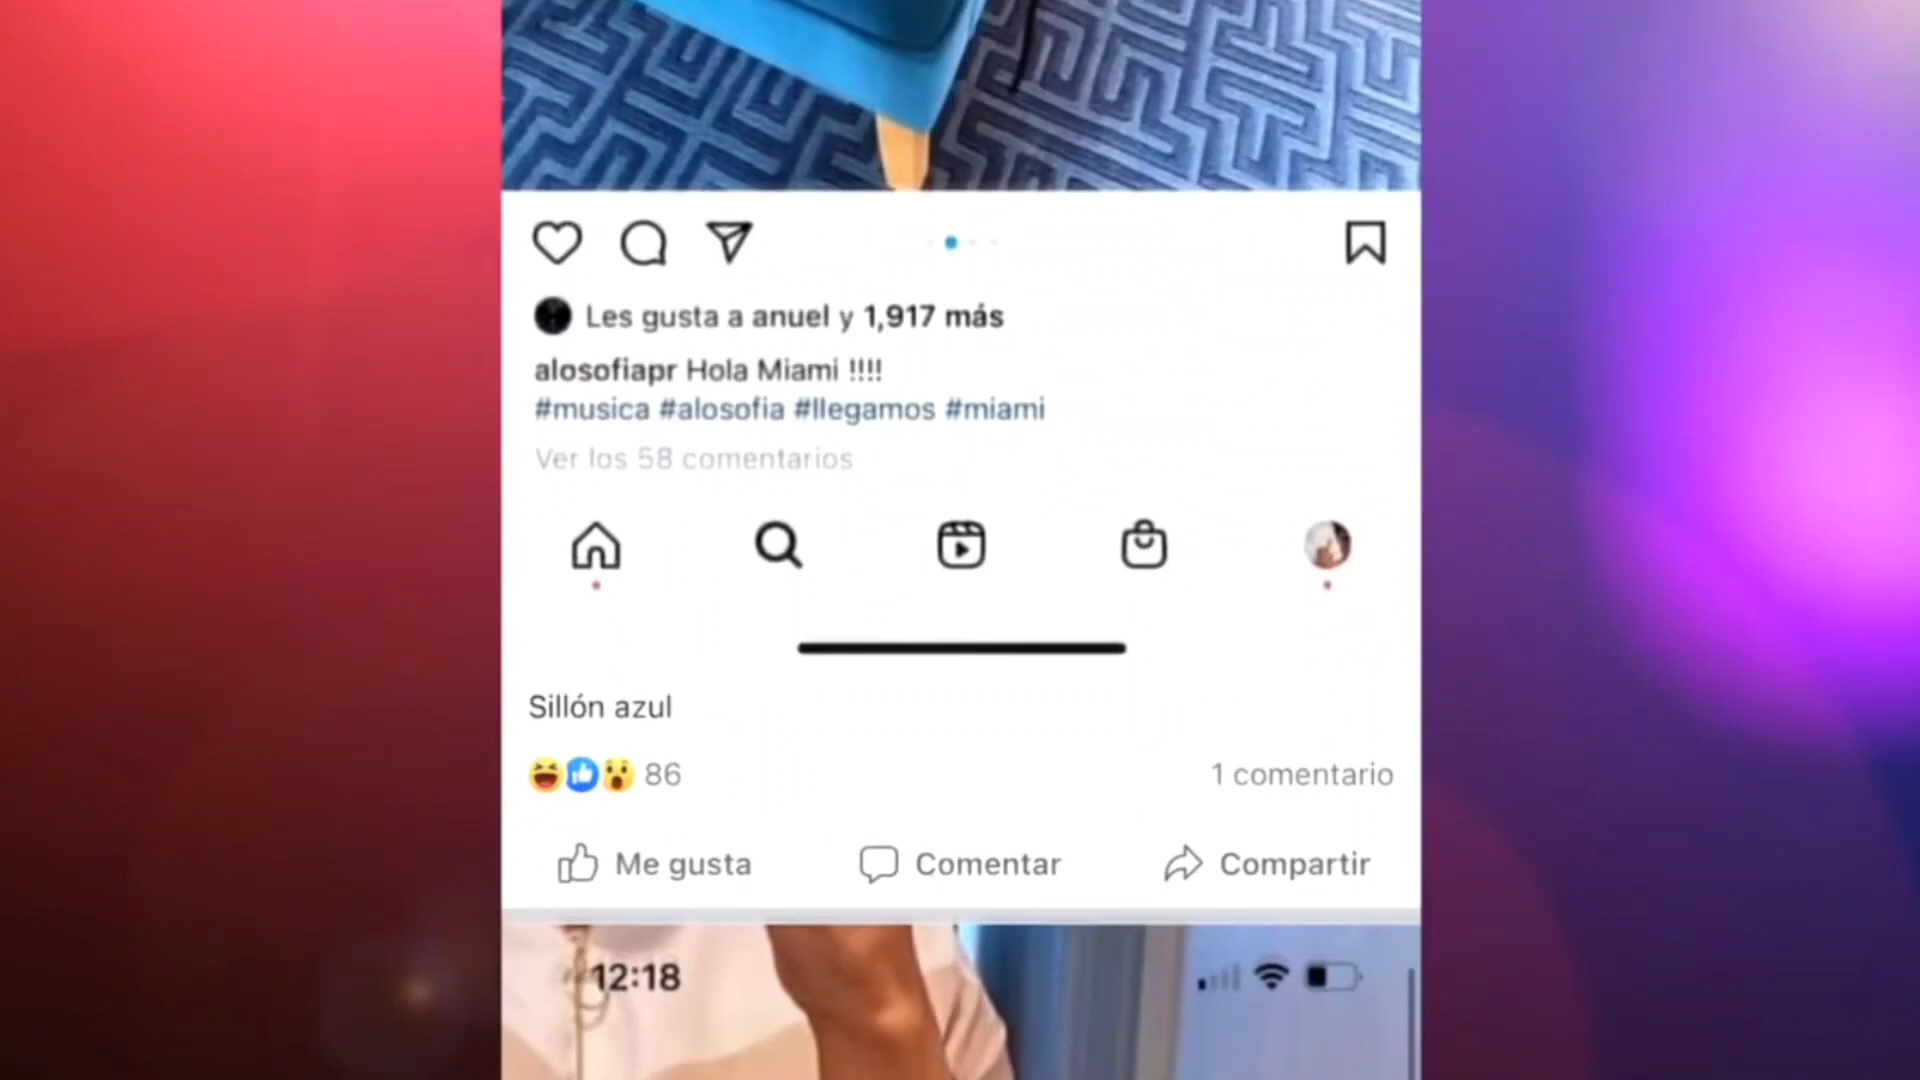 Les gusta a anuel y 1,917 más
alosofiapr Hola Miami !!!!
#musica #alosofia #llegamos #miami
Ver los 58 comentarios
Sillón azul
86
1 comentario
Me gusta
Comentar
Compartir
12:18